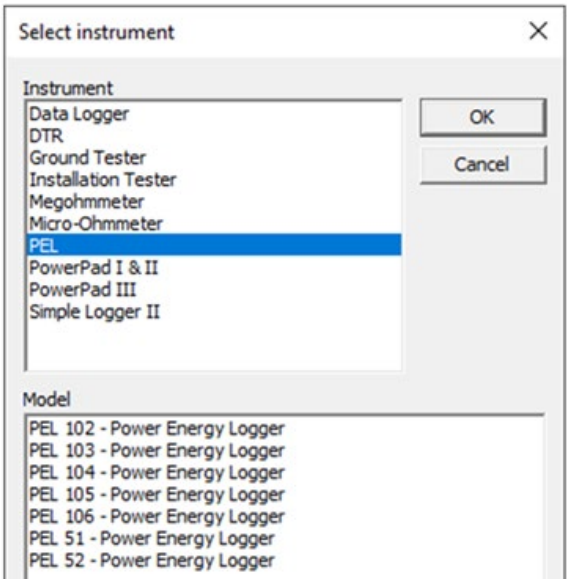 Select instrument
Instrument
Data Logger
DTR
Ground Tester
Installation Tester
Megohmmeter
Micro-Ohmmeter
PEL
PowerPad I & II
PowerPad III
Simple Logger II
OK
Cancel
Model
PEL 102 - Power Energy Logger
PEL 103 - Power Energy Logger
PEL 104 - Power Energy Logger
PEL 105 - Power Energy Logger
PEL 106 - Power Energy Logger
PEL 51 - Power Energy Logger
PEL 52 - Power Energy Logger